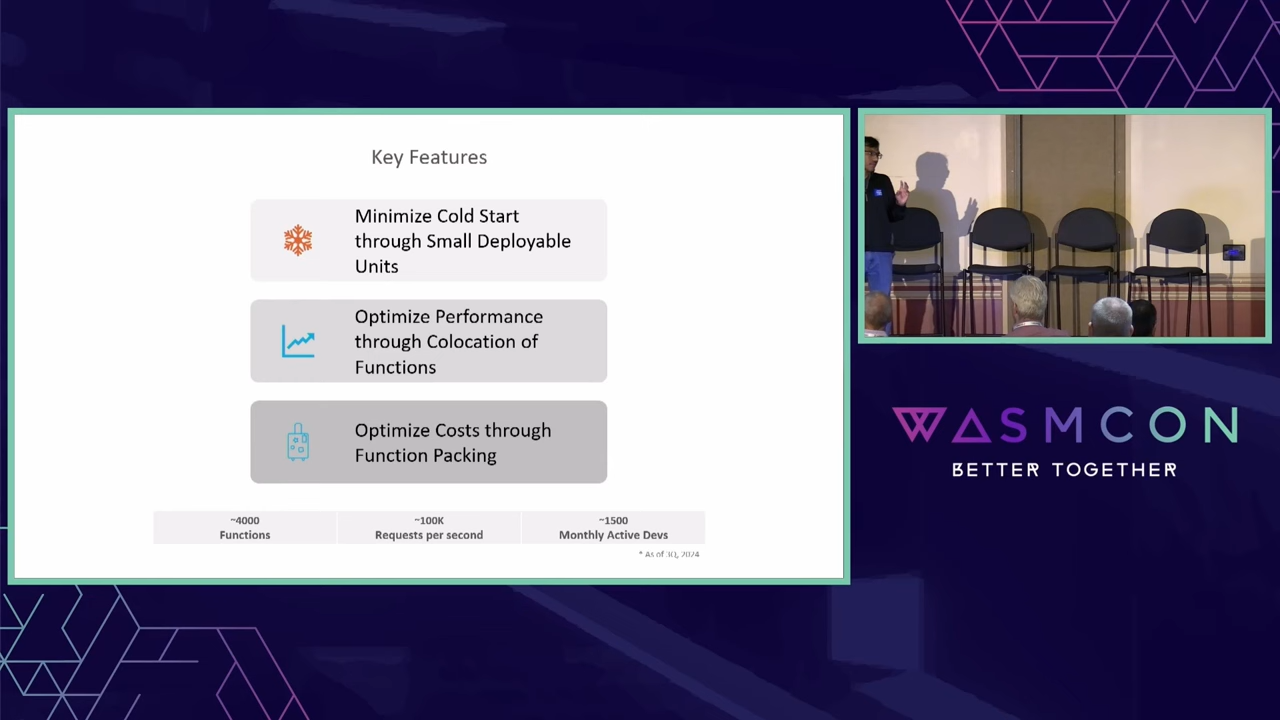 Key Features
Minimize Cold Start
through Small Deployable
Units
Optimize Performance
through Colocation of
Functions
Optimize Costs through
Function Packing
~4000
Functions
~100K
Requests per second
~1500
Monthly Active Devs
* As of 3Q, 2024
WASMCON
BETTER TOGETHER